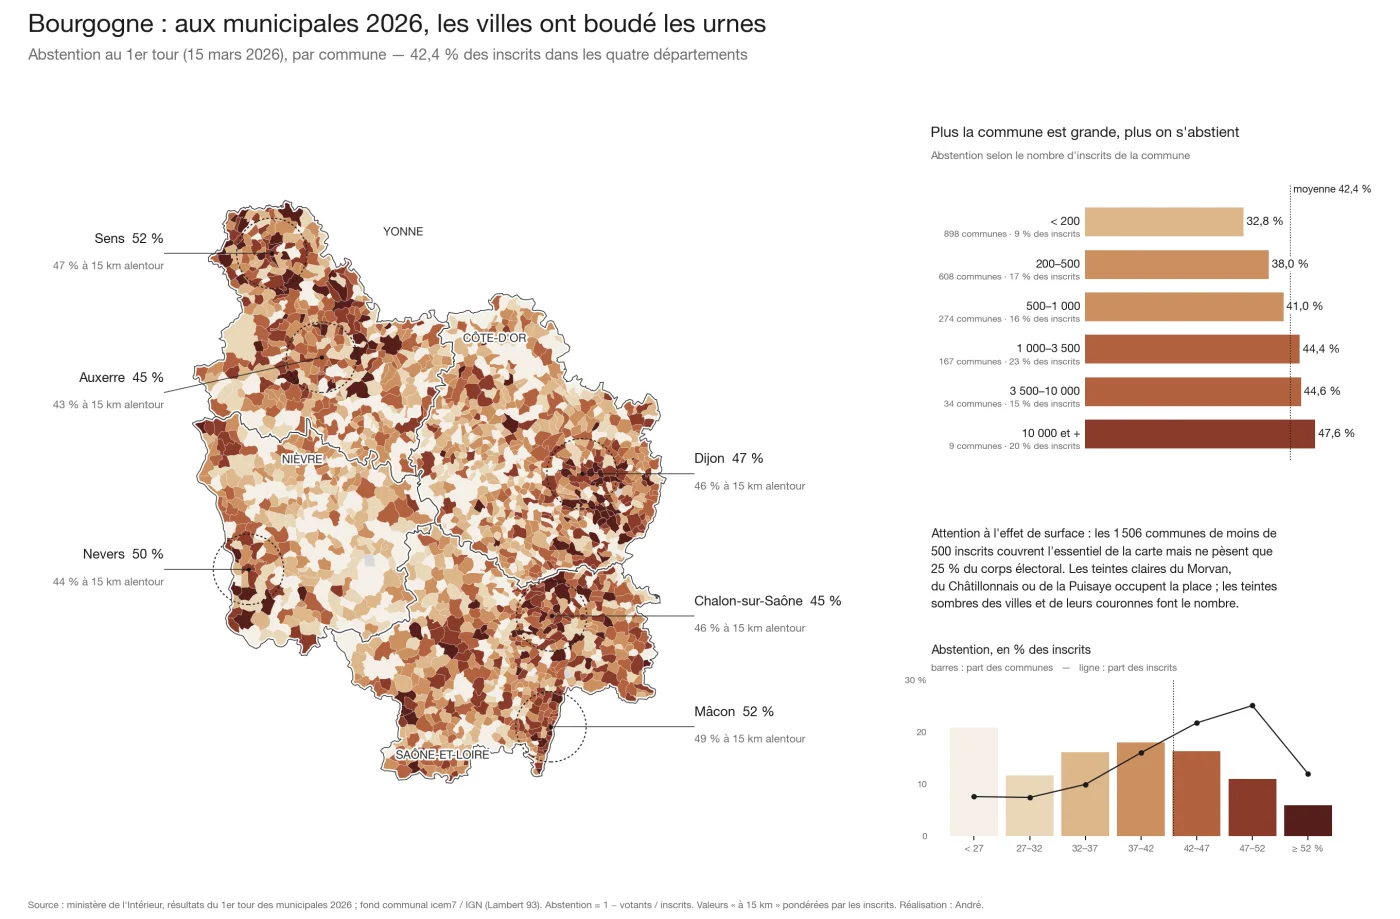 Bourgogne : aux municipales 2026, les villes ont boudé les urnes
Abstention au 1er tour (15 mars 2026), par commune — 42,4 % des inscrits dans les quatre départements
YONNE
CÔTE-D'OR
NIÈVRE
SAÔNE-ET-LOIRE
Sens 52 %
47 % à 15 km alentour
Auxerre 45 %
43 % à 15 km alentour
Nevers 50 %
44 % à 15 km alentour
Dijon 47 %
46 % à 15 km alentour
Chalon-sur-Saône 45 %
46 % à 15 km alentour
Mâcon 52 %
49 % à 15 km alentour
Plus la commune est grande, plus on s'abstient
Abstention selon le nombre d'inscrits de la commune
moyenne 42,4 %
< 200
898 communes · 9 % des inscrits
32,8 %
200–500
608 communes · 17 % des inscrits
38,0 %
500–1 000
274 communes · 16 % des inscrits
41,0 %
1 000–3 500
167 communes · 23 % des inscrits
44,4 %
3 500–10 000
34 communes · 15 % des inscrits
44,6 %
10 000 et +
9 communes · 20 % des inscrits
47,6 %
Attention à l'effet de surface : les 1 506 communes de moins de
500 inscrits couvrent l'essentiel de la carte mais ne pèsent que
25 % du corps électoral. Les teintes claires du Morvan,
du Châtillonnais ou de la Puisaye occupent la place ; les teintes
sombres des villes et de leurs couronnes font le nombre.
Abstention, en % des inscrits
barres : part des communes — ligne : part des inscrits
30 %
20
10
0
< 27
27–32
32–37
37–42
42–47
47–52
≥ 52 %
Source : ministère de l'Intérieur, résultats du 1er tour des municipales 2026 ; fond communal icem7 / IGN (Lambert 93). Abstention = 1 − votants / inscrits. Valeurs « à 15 km » pondérées par les inscrits. Réalisation : André.